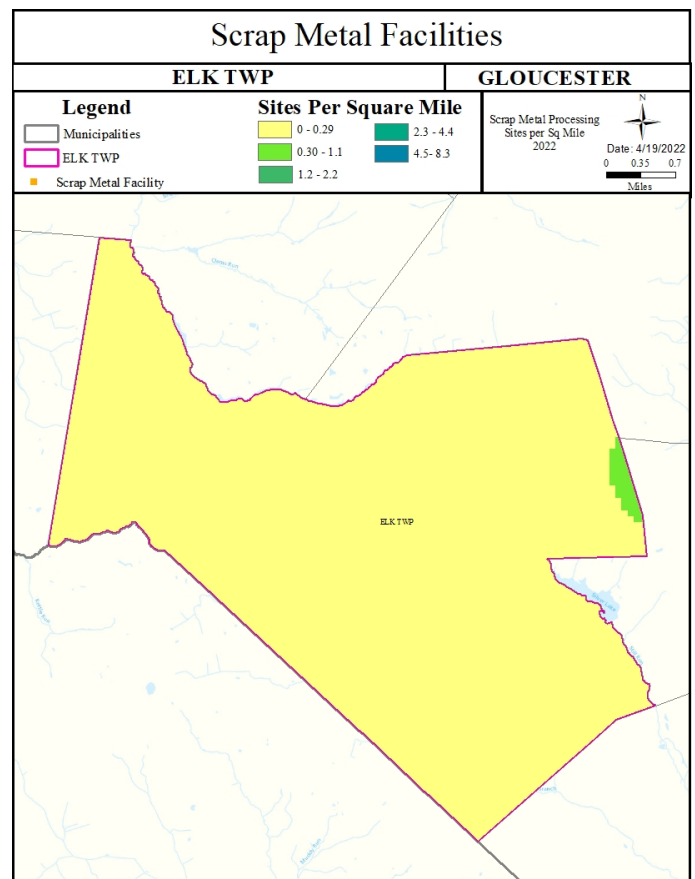 Scrap Metal Facilities
ELK TWP
GLOUCESTER
Legend
Municipalities
ELK TWP
Scrap Metal Facility
Sites Per Square Mile
0 - 0.29
0.30 - 1.1
1.2 - 2.2
2.3 - 4.4
4.5- 8.3
Scrap Metal Processing
Sites per Sq Mile
2022
N
Date: 4/19/2022
0 0.35 0.7
Miles
ELK TWP